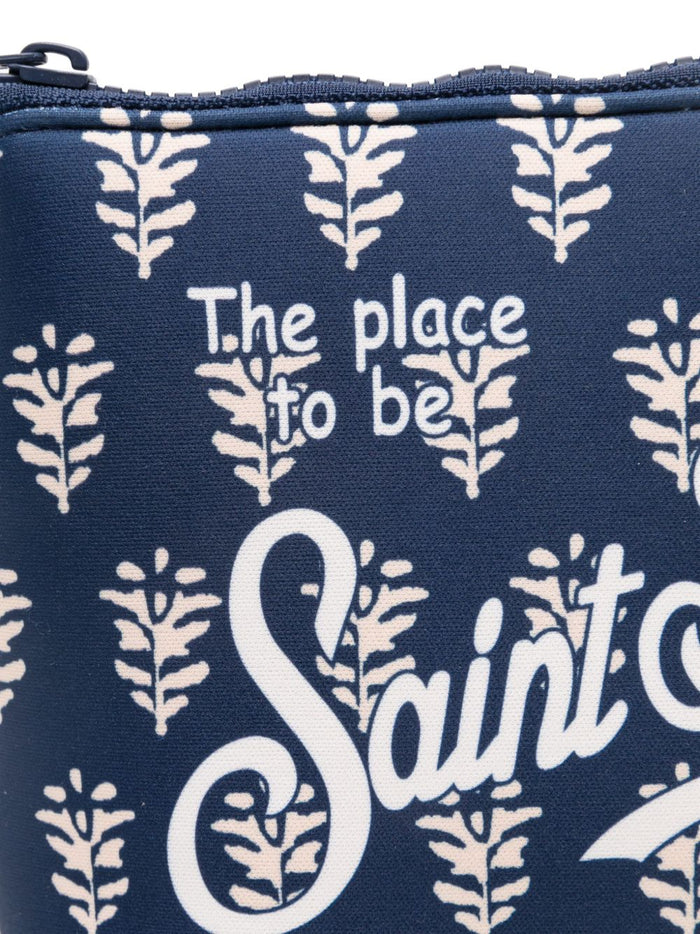 The place
to be
Saint